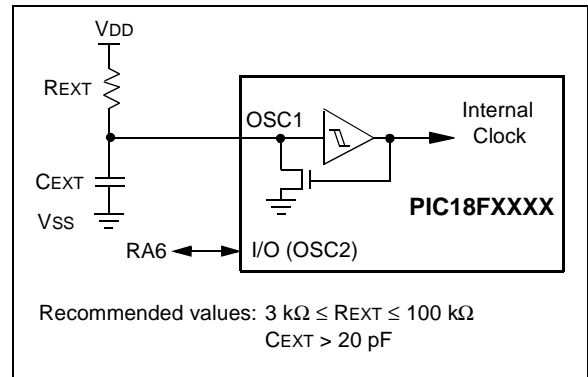 VDD
REXT
OSC1
Internal
Clock
CEXT
PIC18FXXXX
VSS
RA6
I/O (OSC2)
Recommended values: 3 kΩ ≤ REXT ≤ 100 kΩ
CEXT > 20 pF